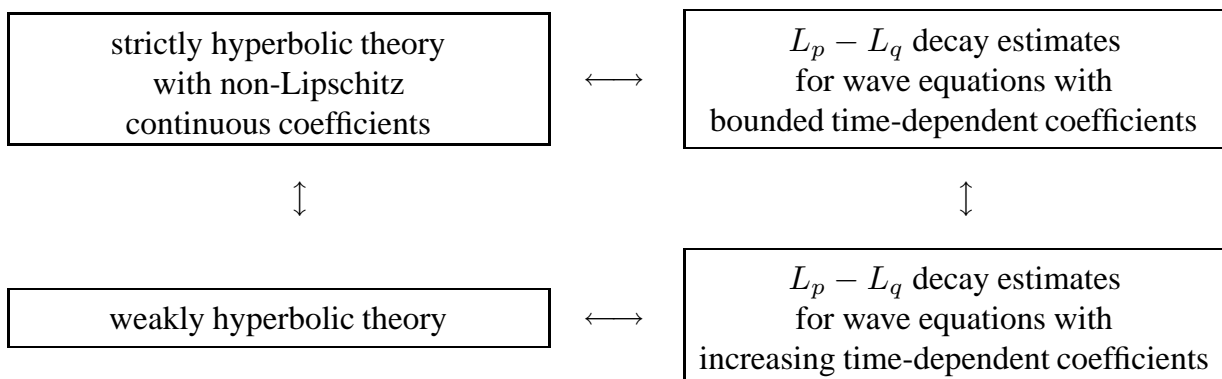 strictly hyperbolic theory
with non-Lipschitz
continuous coefficients
⟷
$L_p - L_q$ decay estimates
for wave equations with
bounded time-dependent coefficients
↕ ↕
weakly hyperbolic theory
⟷
$L_p - L_q$ decay estimates
for wave equations with
increasing time-dependent coefficients